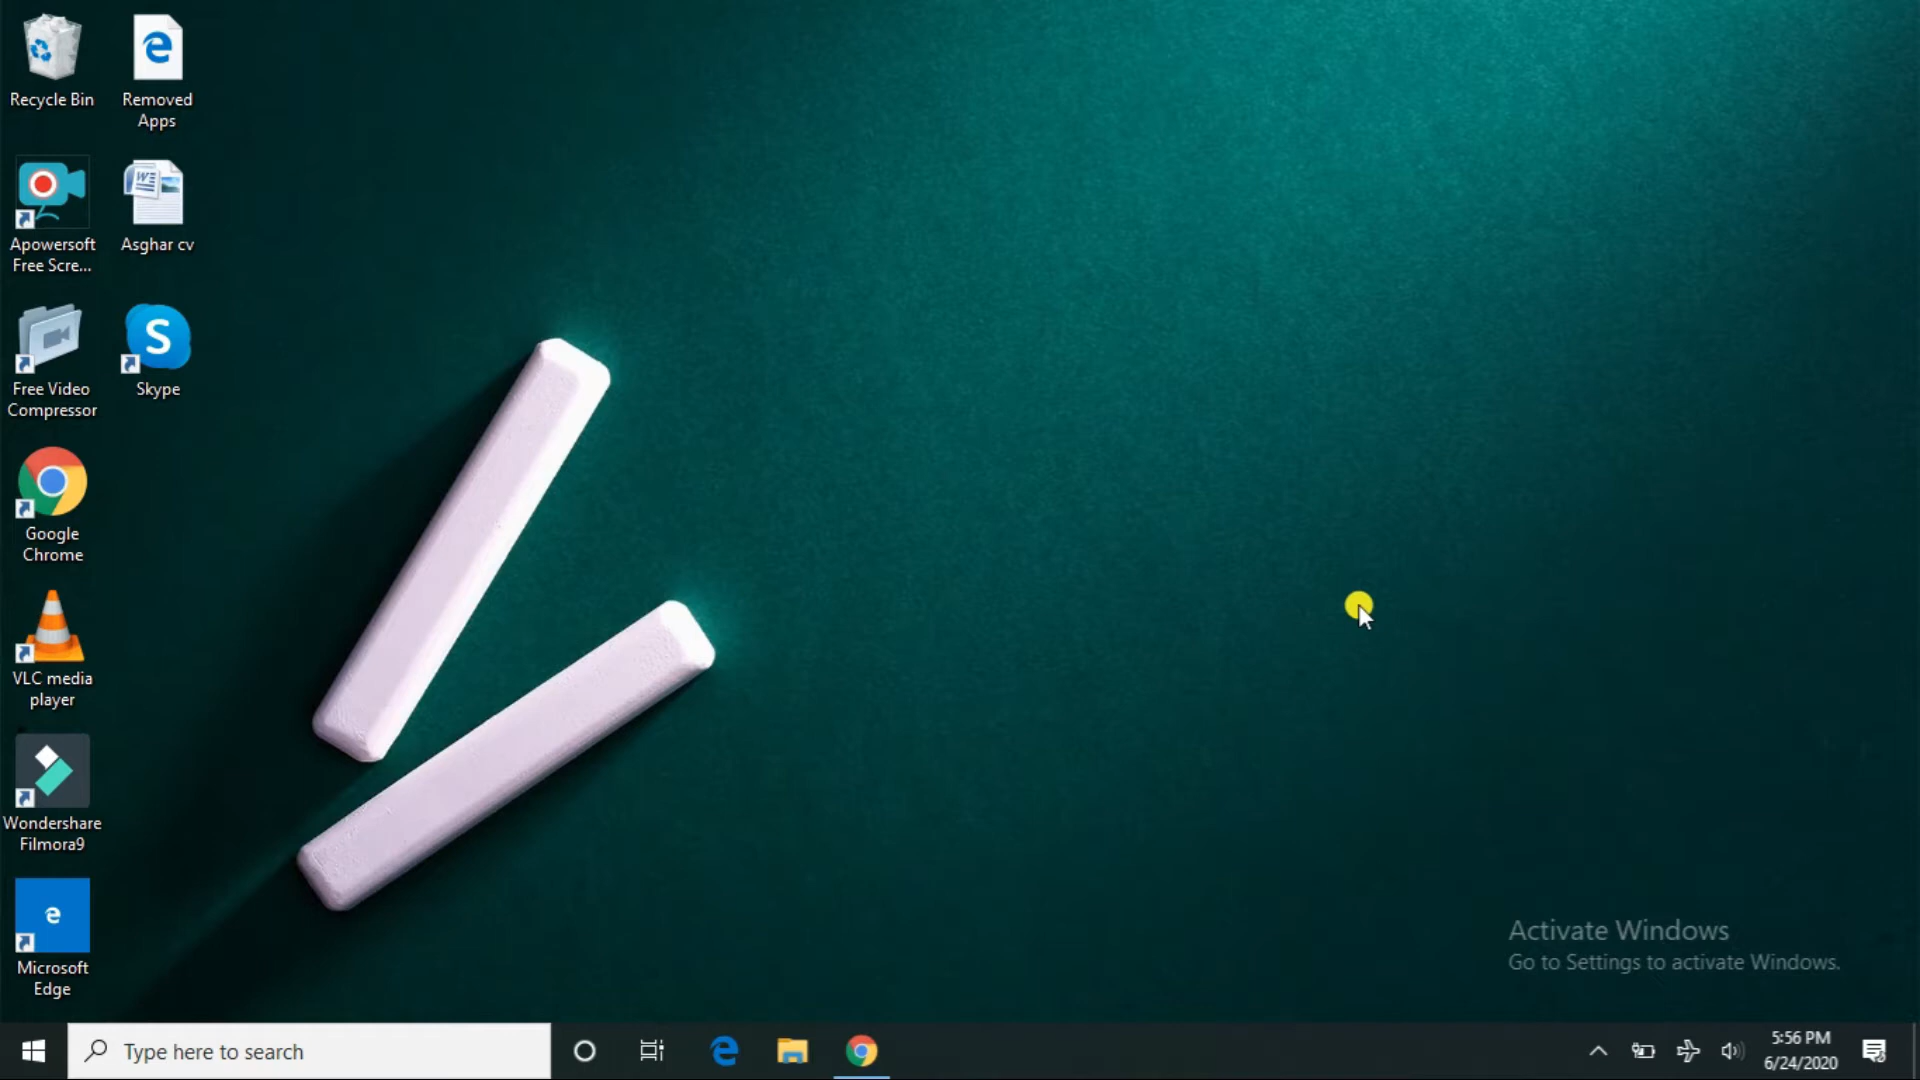 Recycle Bin
Removed
Apps
Apowersoft
Free Scre...
Asghar cv
Free Video
Compressor
Skype
Google
Chrome
VLC media
player
Wondershare
Filmora9
Microsoft
Edge
Activate Windows
Go to Settings to activate Windows.
Type here to search
5:56 PM
6/24/2020